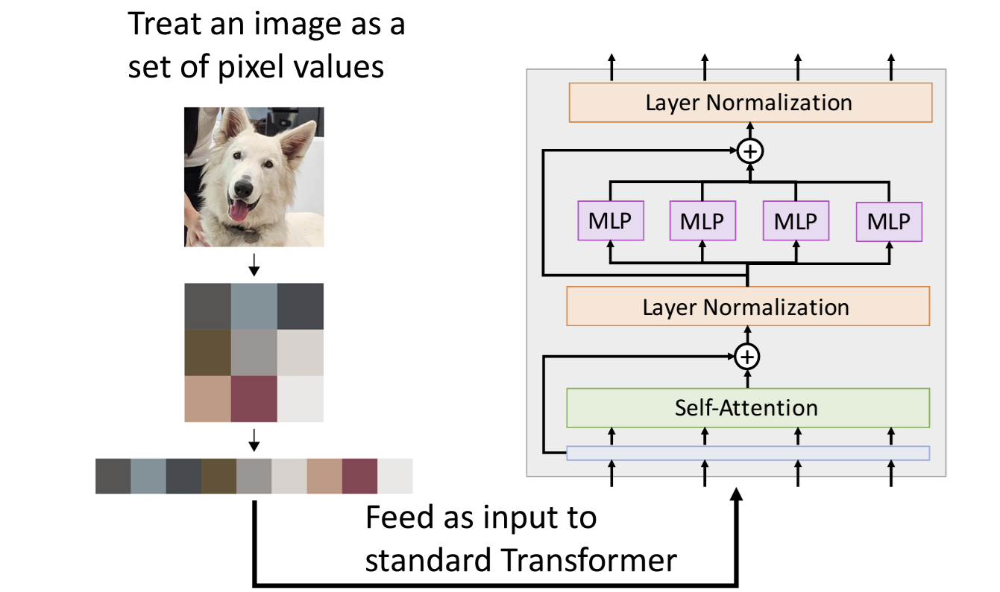 Treat an image as a
set of pixel values
Layer Normalization
+
MLP MLP MLP MLP
Layer Normalization
+
Self-Attention
Feed as input to
standard Transformer